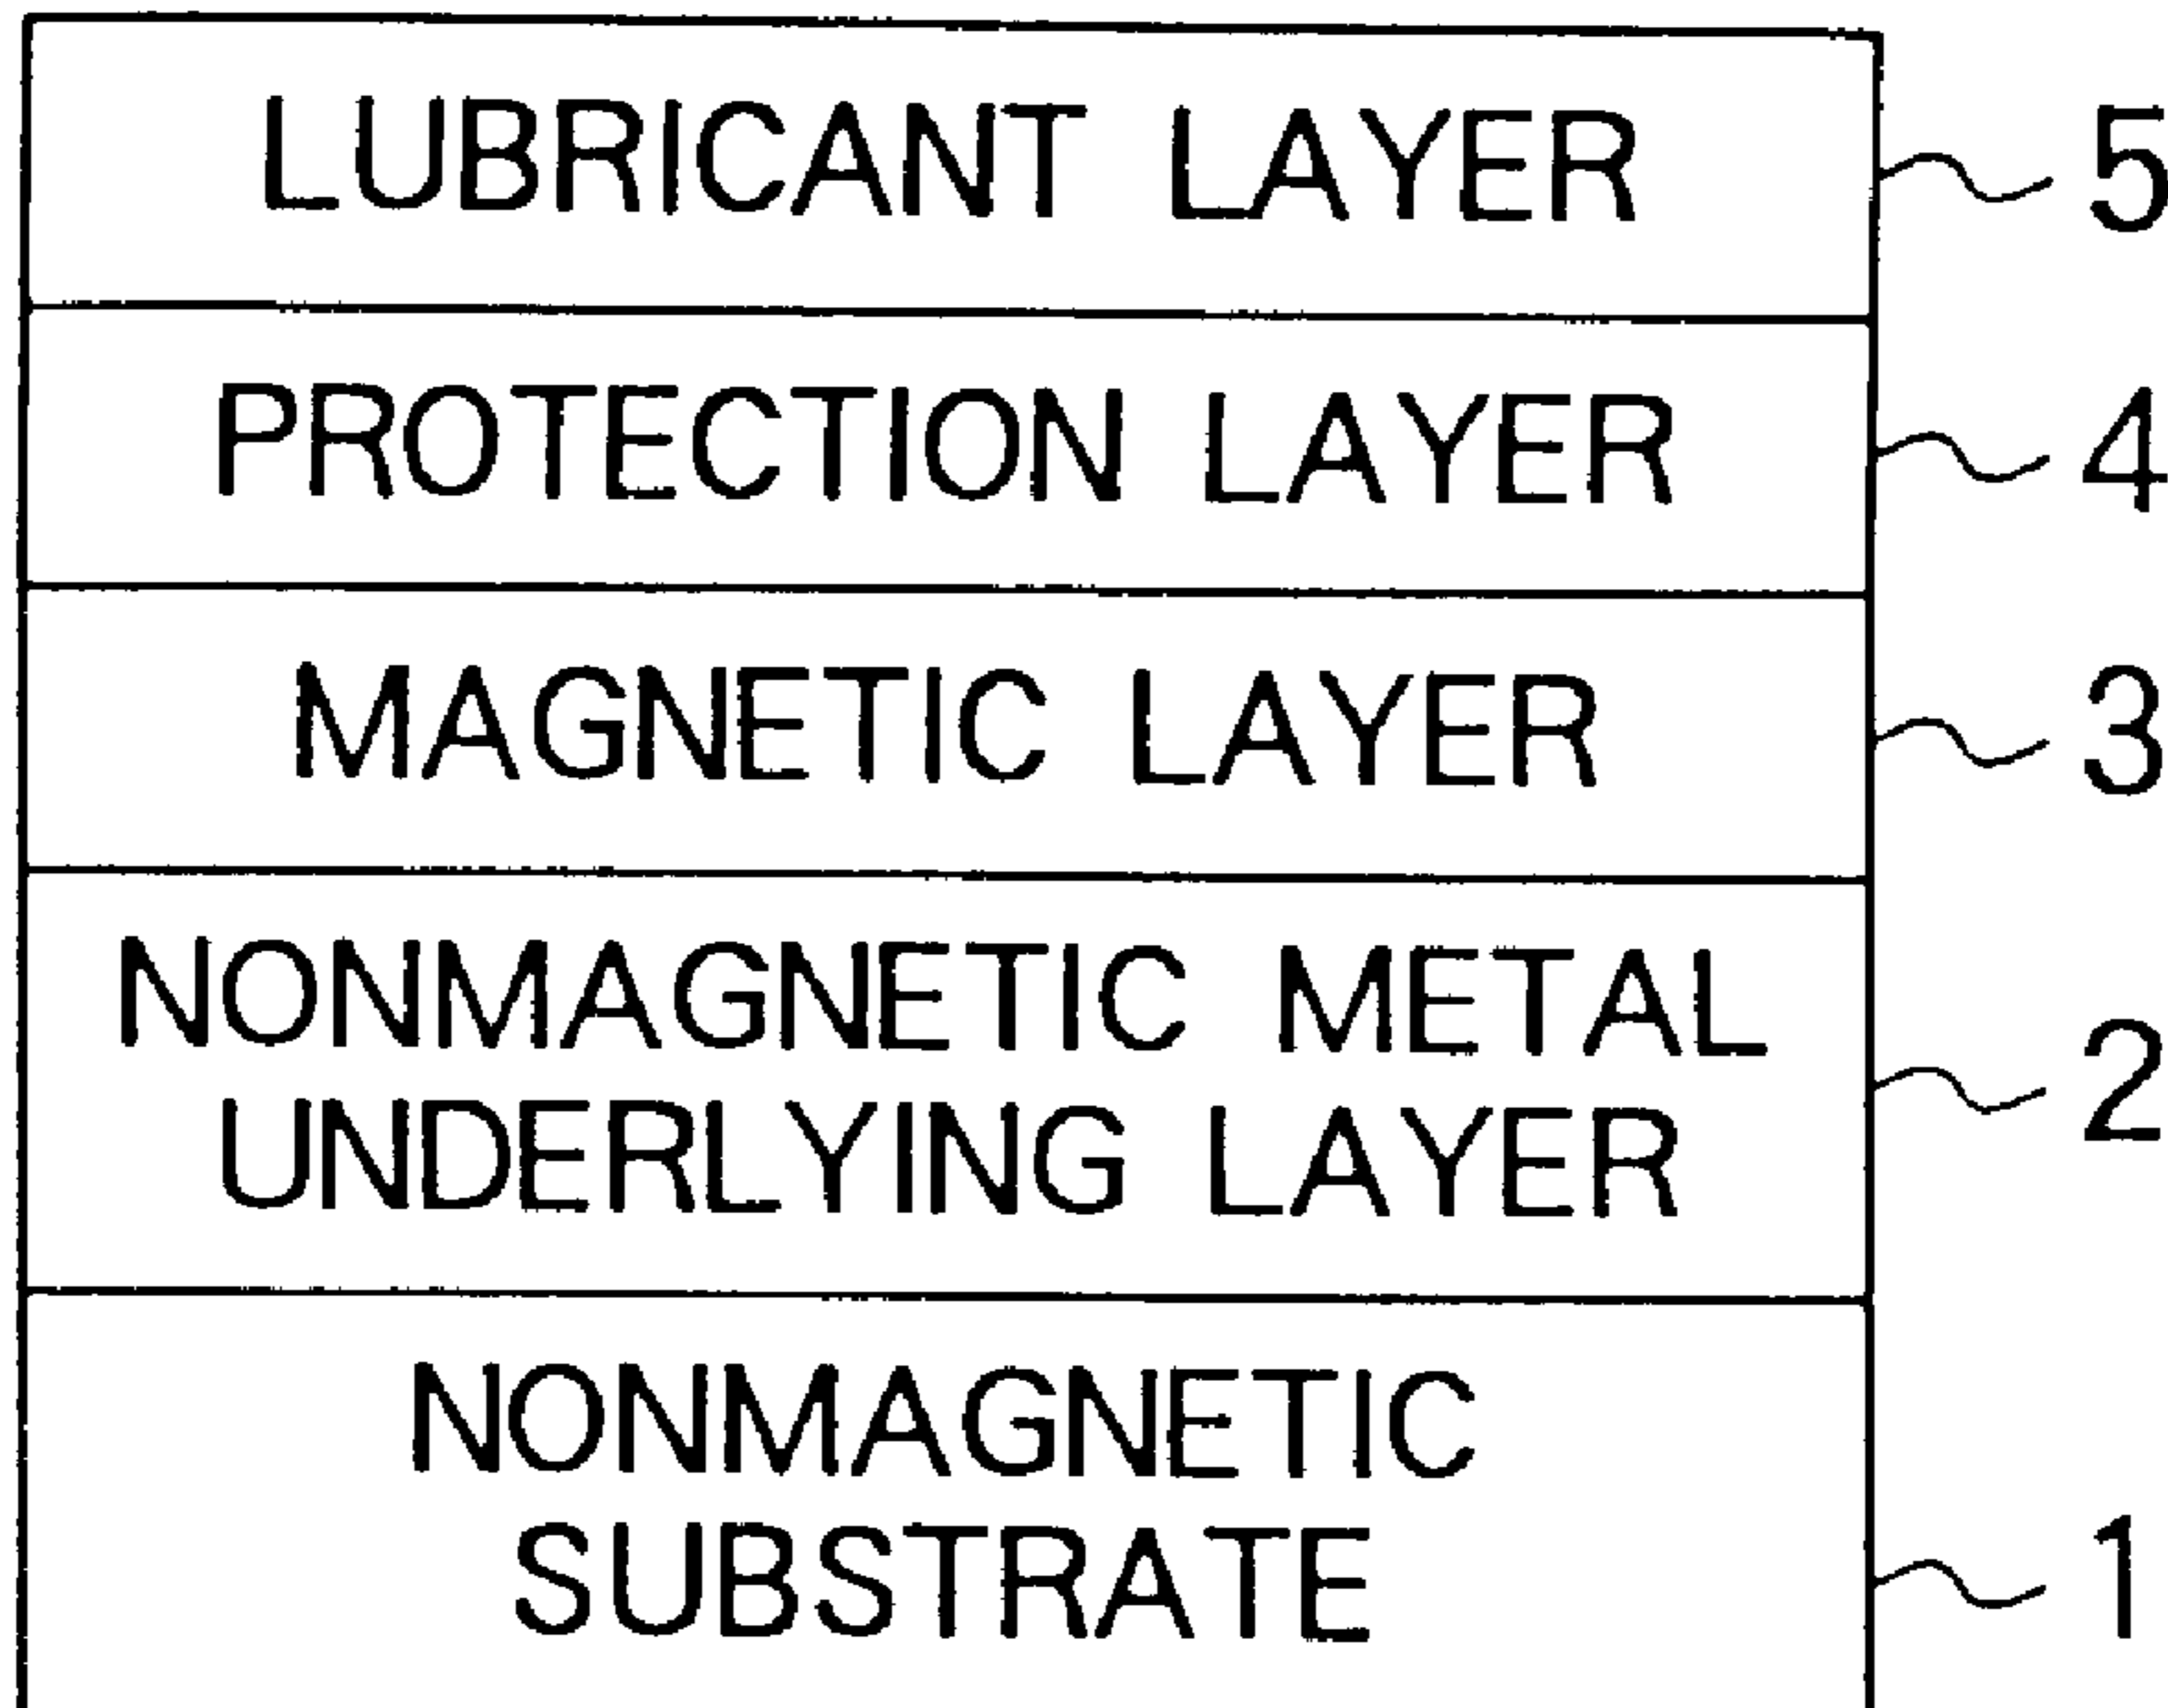 LUBRICANT LAYER 5
PROTECTION LAYER 4
MAGNETIC LAYER 3
NONMAGNETIC METAL
UNDERLYING LAYER 2
NONMAGNETIC
SUBSTRATE 1